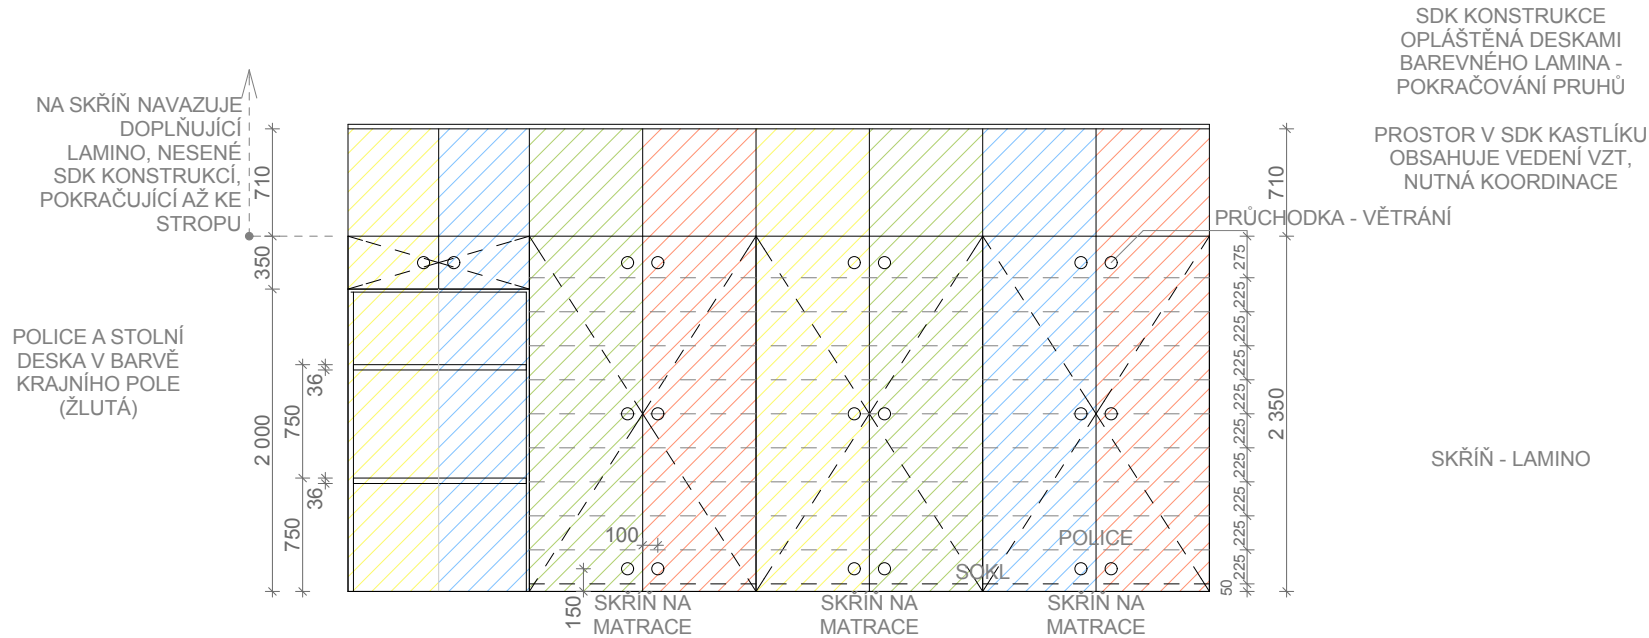 SDK KONSTRUKCE
OPLÁŠTĚNÁ DESKAMI
BAREVNÉHO LAMINA -
POKRAČOVÁNÍ PRUHŮ
NA SKŘÍŇ NAVAZUJE
DOPLŇUJÍCÍ
LAMINO, NESENÉ
SDK KONSTRUKCÍ,
POKRAČUJÍCÍ AŽ KE
STROPU
PROSTOR V SDK KASTLÍKU
OBSAHUJE VEDENÍ VZT,
NUTNÁ KOORDINACE
710
710
PRŮCHODKA - VĚTRÁNÍ
350
275
225
225
225
225
225
225
225
225
225
50
2 350
POLICE A STOLNÍ
DESKA V BARVĚ
KRAJNÍHO POLE
(ŽLUTÁ)
2 000
750
36
750
36
SKŘÍŇ - LAMINO
100
POLICE
SOKL
150
SKŘÍŇ NA
MATRACE
SKŘÍŇ NA
MATRACE
SKŘÍŇ NA
MATRACE